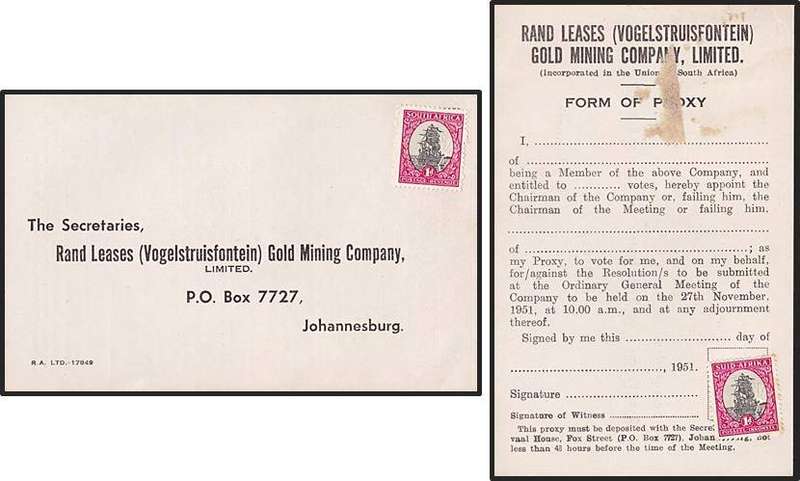 SOUTH AFRICA
1D
The Secretaries,
Rand Leases (Vogelstruisfontein) Gold Mining Company,
LIMITED.
P.O. Box 7727,
Johannesburg.
R.A. LTD.-17849
RAND LEASES (VOGELSTRUISFONTEIN)
GOLD MINING COMPANY, LIMITED.
(Incorporated in the Union South Africa)
FORM OF PROXY
I,
of
being a Member of the above Company, and
entitled to ........... votes, hereby appoint the
Chairman of the Company or, failing him, the
Chairman of the Meeting or failing him.
of ; as
my Proxy, to vote for me, and on my behalf,
for/against the Resolution/s to be submitted
at the Ordinary General Meeting of the
Company to be held on the 27th November,
1951, at 10.00 a.m., and at any adjournment
thereof.
Signed by me this ........................ day of
, 1951.
SUID-AFRIKA
1D
Signature
Signature of Witness
This proxy must be deposited with the
vaal House, Fox Street (P.O. Box 7727), not
less than 48 hours before the time of the Meeting.